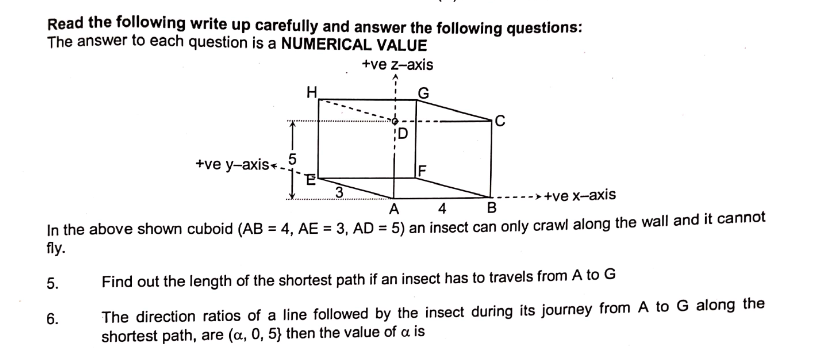 Read the following write up carefully and answer the following questions:
The answer to each question is a NUMERICAL VALUE
+ve z–axis
H
G
C
D
+ve y–axis
5
E
F
3
+ve x–axis
A
4
B
In the above shown cuboid (AB = 4, AE = 3, AD = 5) an insect can only crawl along the wall and it cannot
fly.
5. Find out the length of the shortest path if an insect has to travels from A to G
6. The direction ratios of a line followed by the insect during its journey from A to G along the
shortest path, are (α, 0, 5} then the value of α is